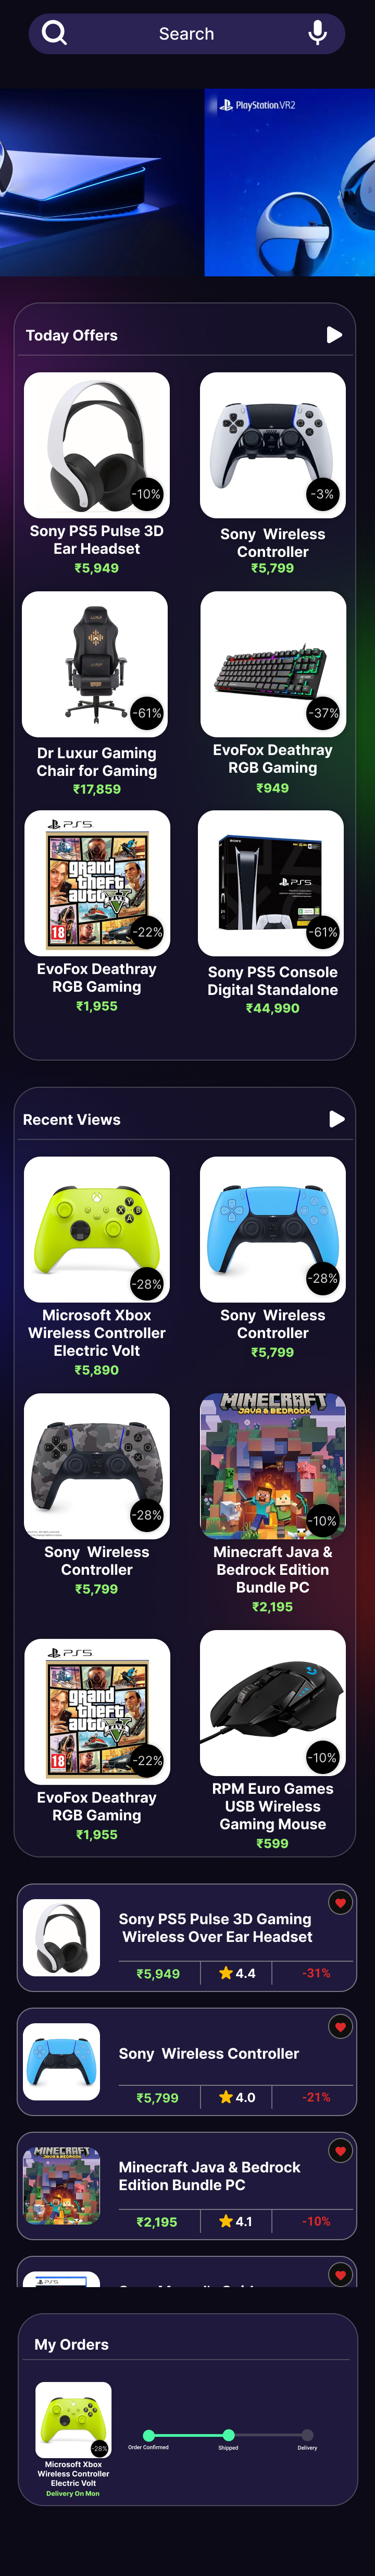 Search
PlayStation VR2
Today Offers
-10%
-3%
Sony PS5 Pulse 3D
Ear Headset
₹5,949
Sony  Wireless
Controller
₹5,799
LUXUR
-61%
-37%
Dr Luxur Gaming
Chair for Gaming
₹17,859
EvoFox Deathray
RGB Gaming
₹949
PS5
grand
theft
auto
V
18
-22%
SONY
PS5
-61%
EvoFox Deathray
RGB Gaming
₹1,955
Sony PS5 Console
Digital Standalone
₹44,990
Recent Views
Y
X B
A
-28%
-28%
Microsoft Xbox
Wireless Controller
Electric Volt
₹5,890
Sony  Wireless
Controller
₹5,799
-28%
MINECRAFT
JAVA & BEDROCK
-10%
Sony  Wireless
Controller
₹5,799
Minecraft Java &
Bedrock Edition
Bundle PC
₹2,195
PS5
grand
theft
auto
V
18
-22%
-10%
EvoFox Deathray
RGB Gaming
₹1,955
RPM Euro Games
USB Wireless
Gaming Mouse
₹599
Sony PS5 Pulse 3D Gaming
Wireless Over Ear Headset
₹5,949 4.4 -31%
Sony  Wireless Controller
₹5,799 4.0 -21%
MINECRAFT
JAVA & BEDROCK
Minecraft Java & Bedrock
Edition Bundle PC
₹2,195 4.1 -10%
PS5
My Orders
-28%
Microsoft Xbox
Wireless Controller
Electric Volt
Delivery On Mon
Order Confirmed
Shipped
Delivery